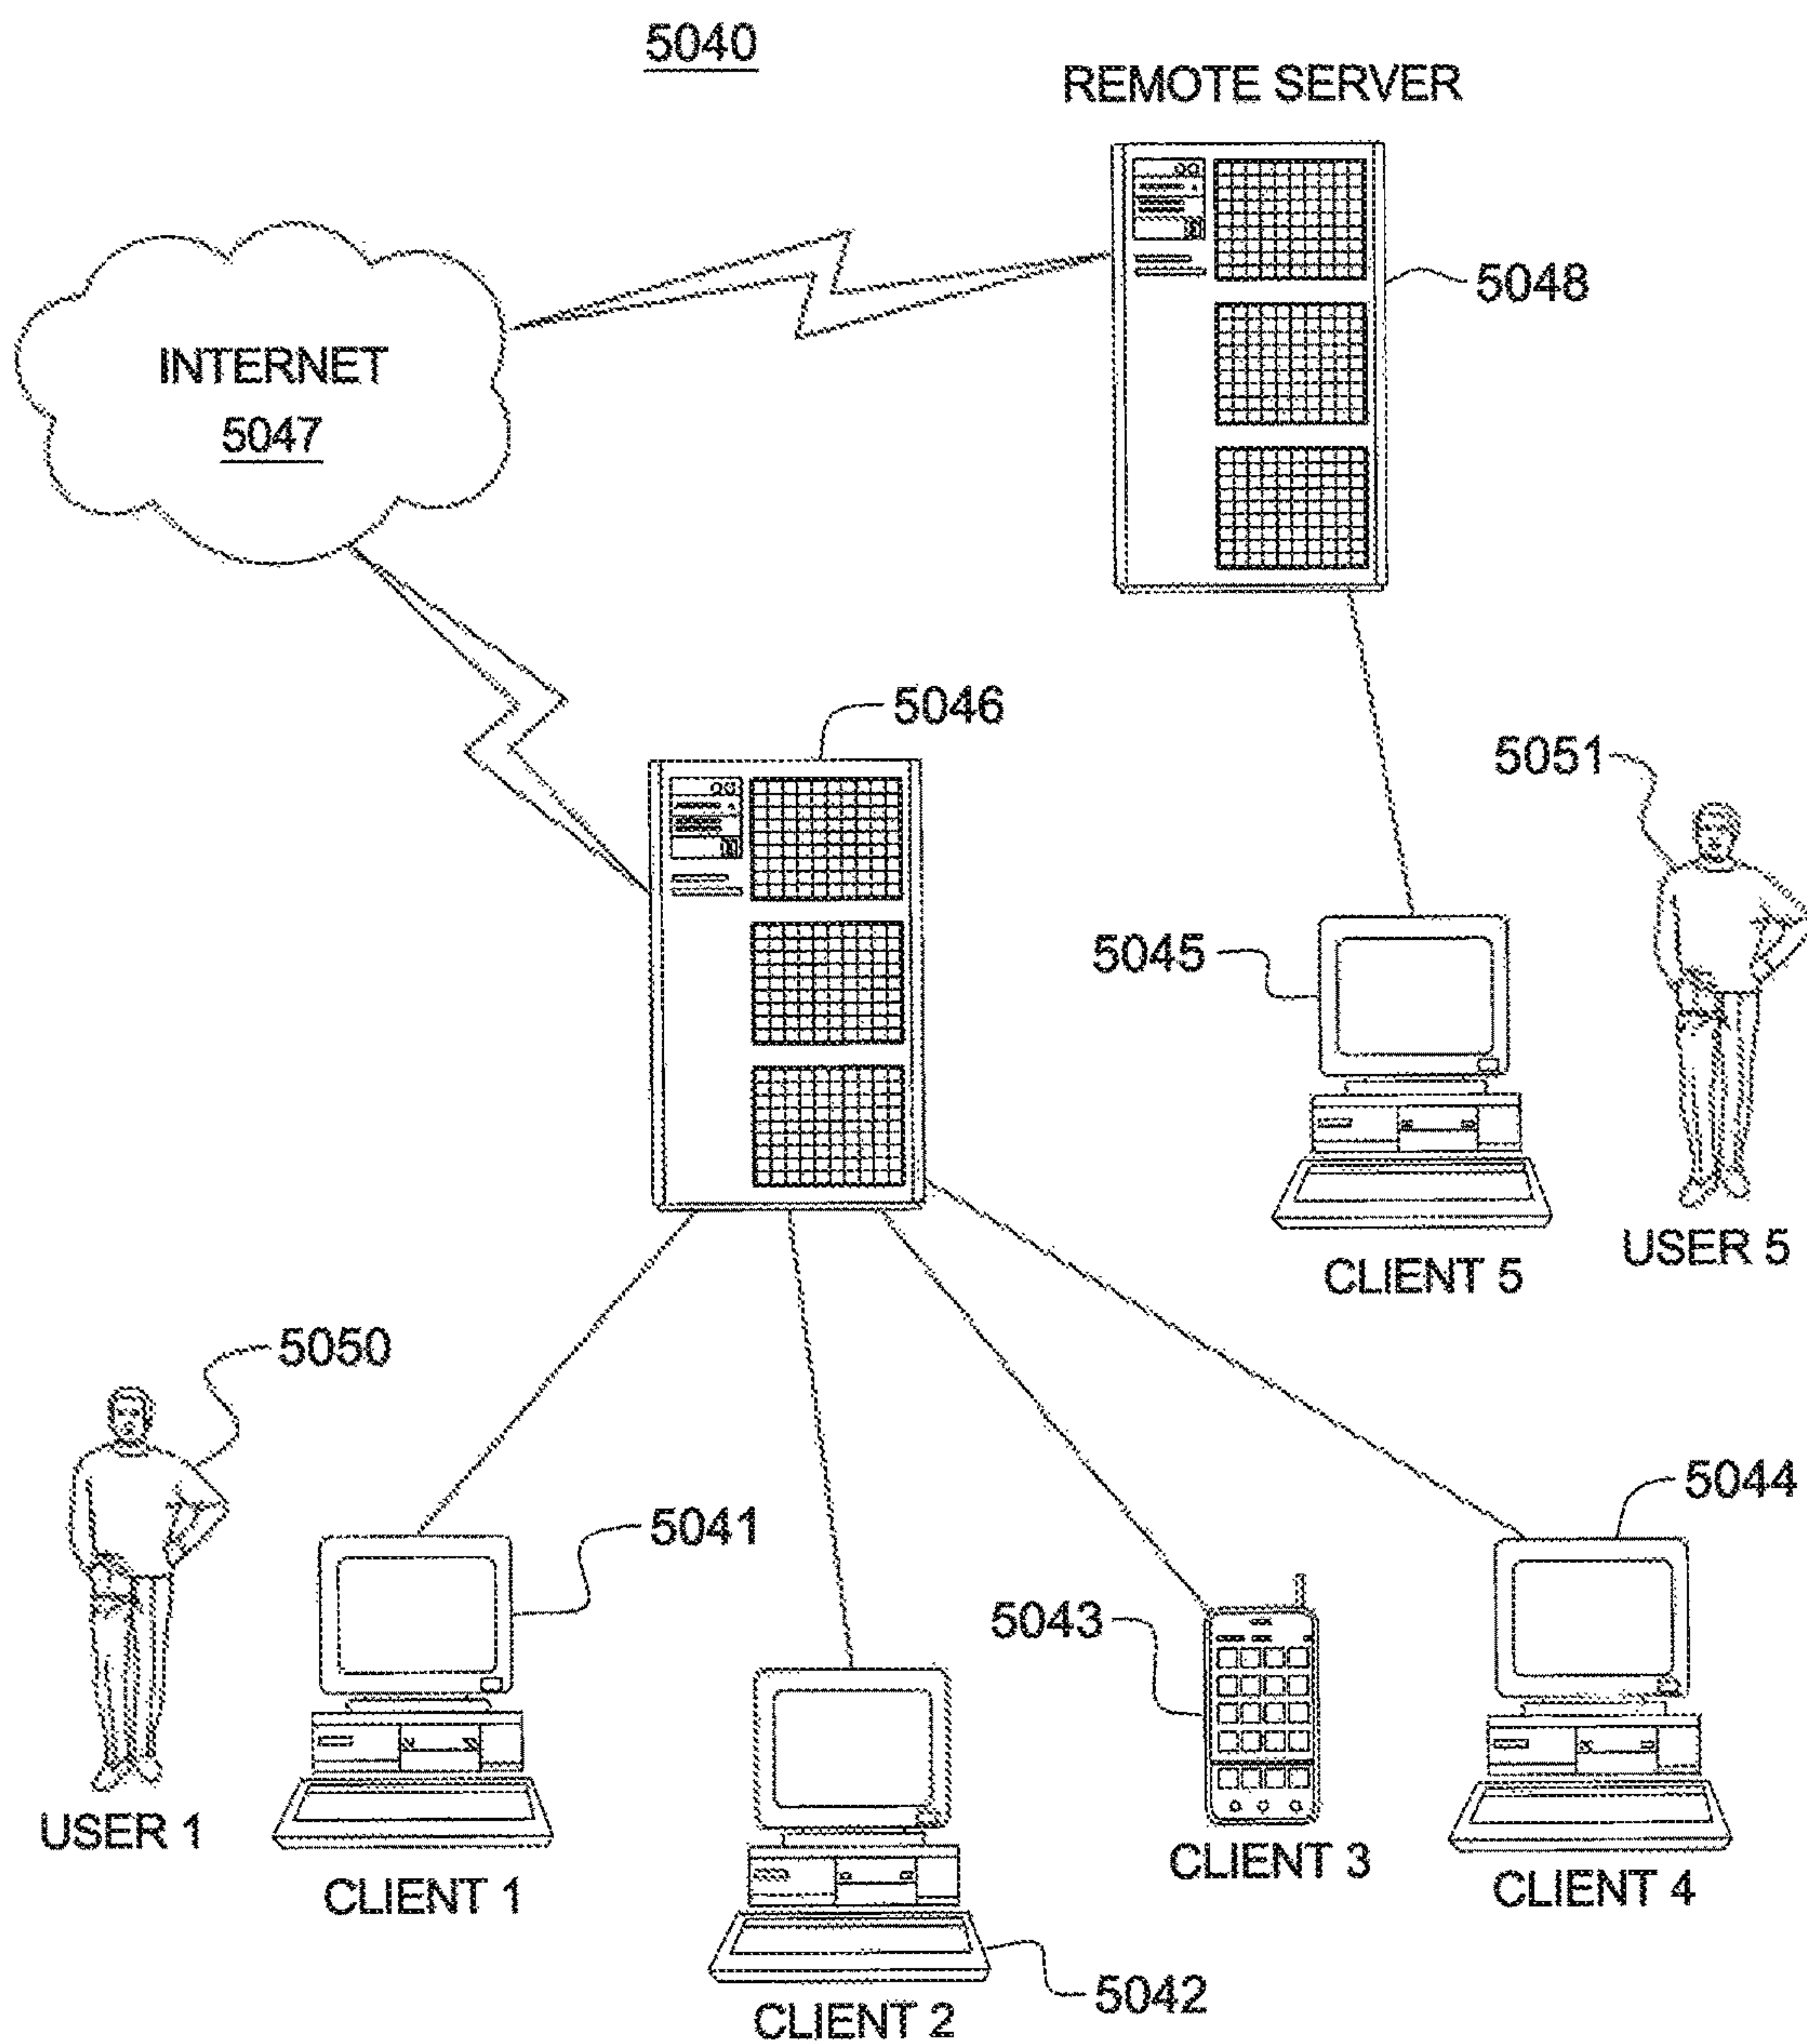 5040
REMOTE SERVER
5048
INTERNET
5047
5046
5051
5045
USER 5
CLIENT 5
5050
5041
5044
5043
USER 1
CLIENT 1
CLIENT 3
CLIENT 4
5042
CLIENT 2